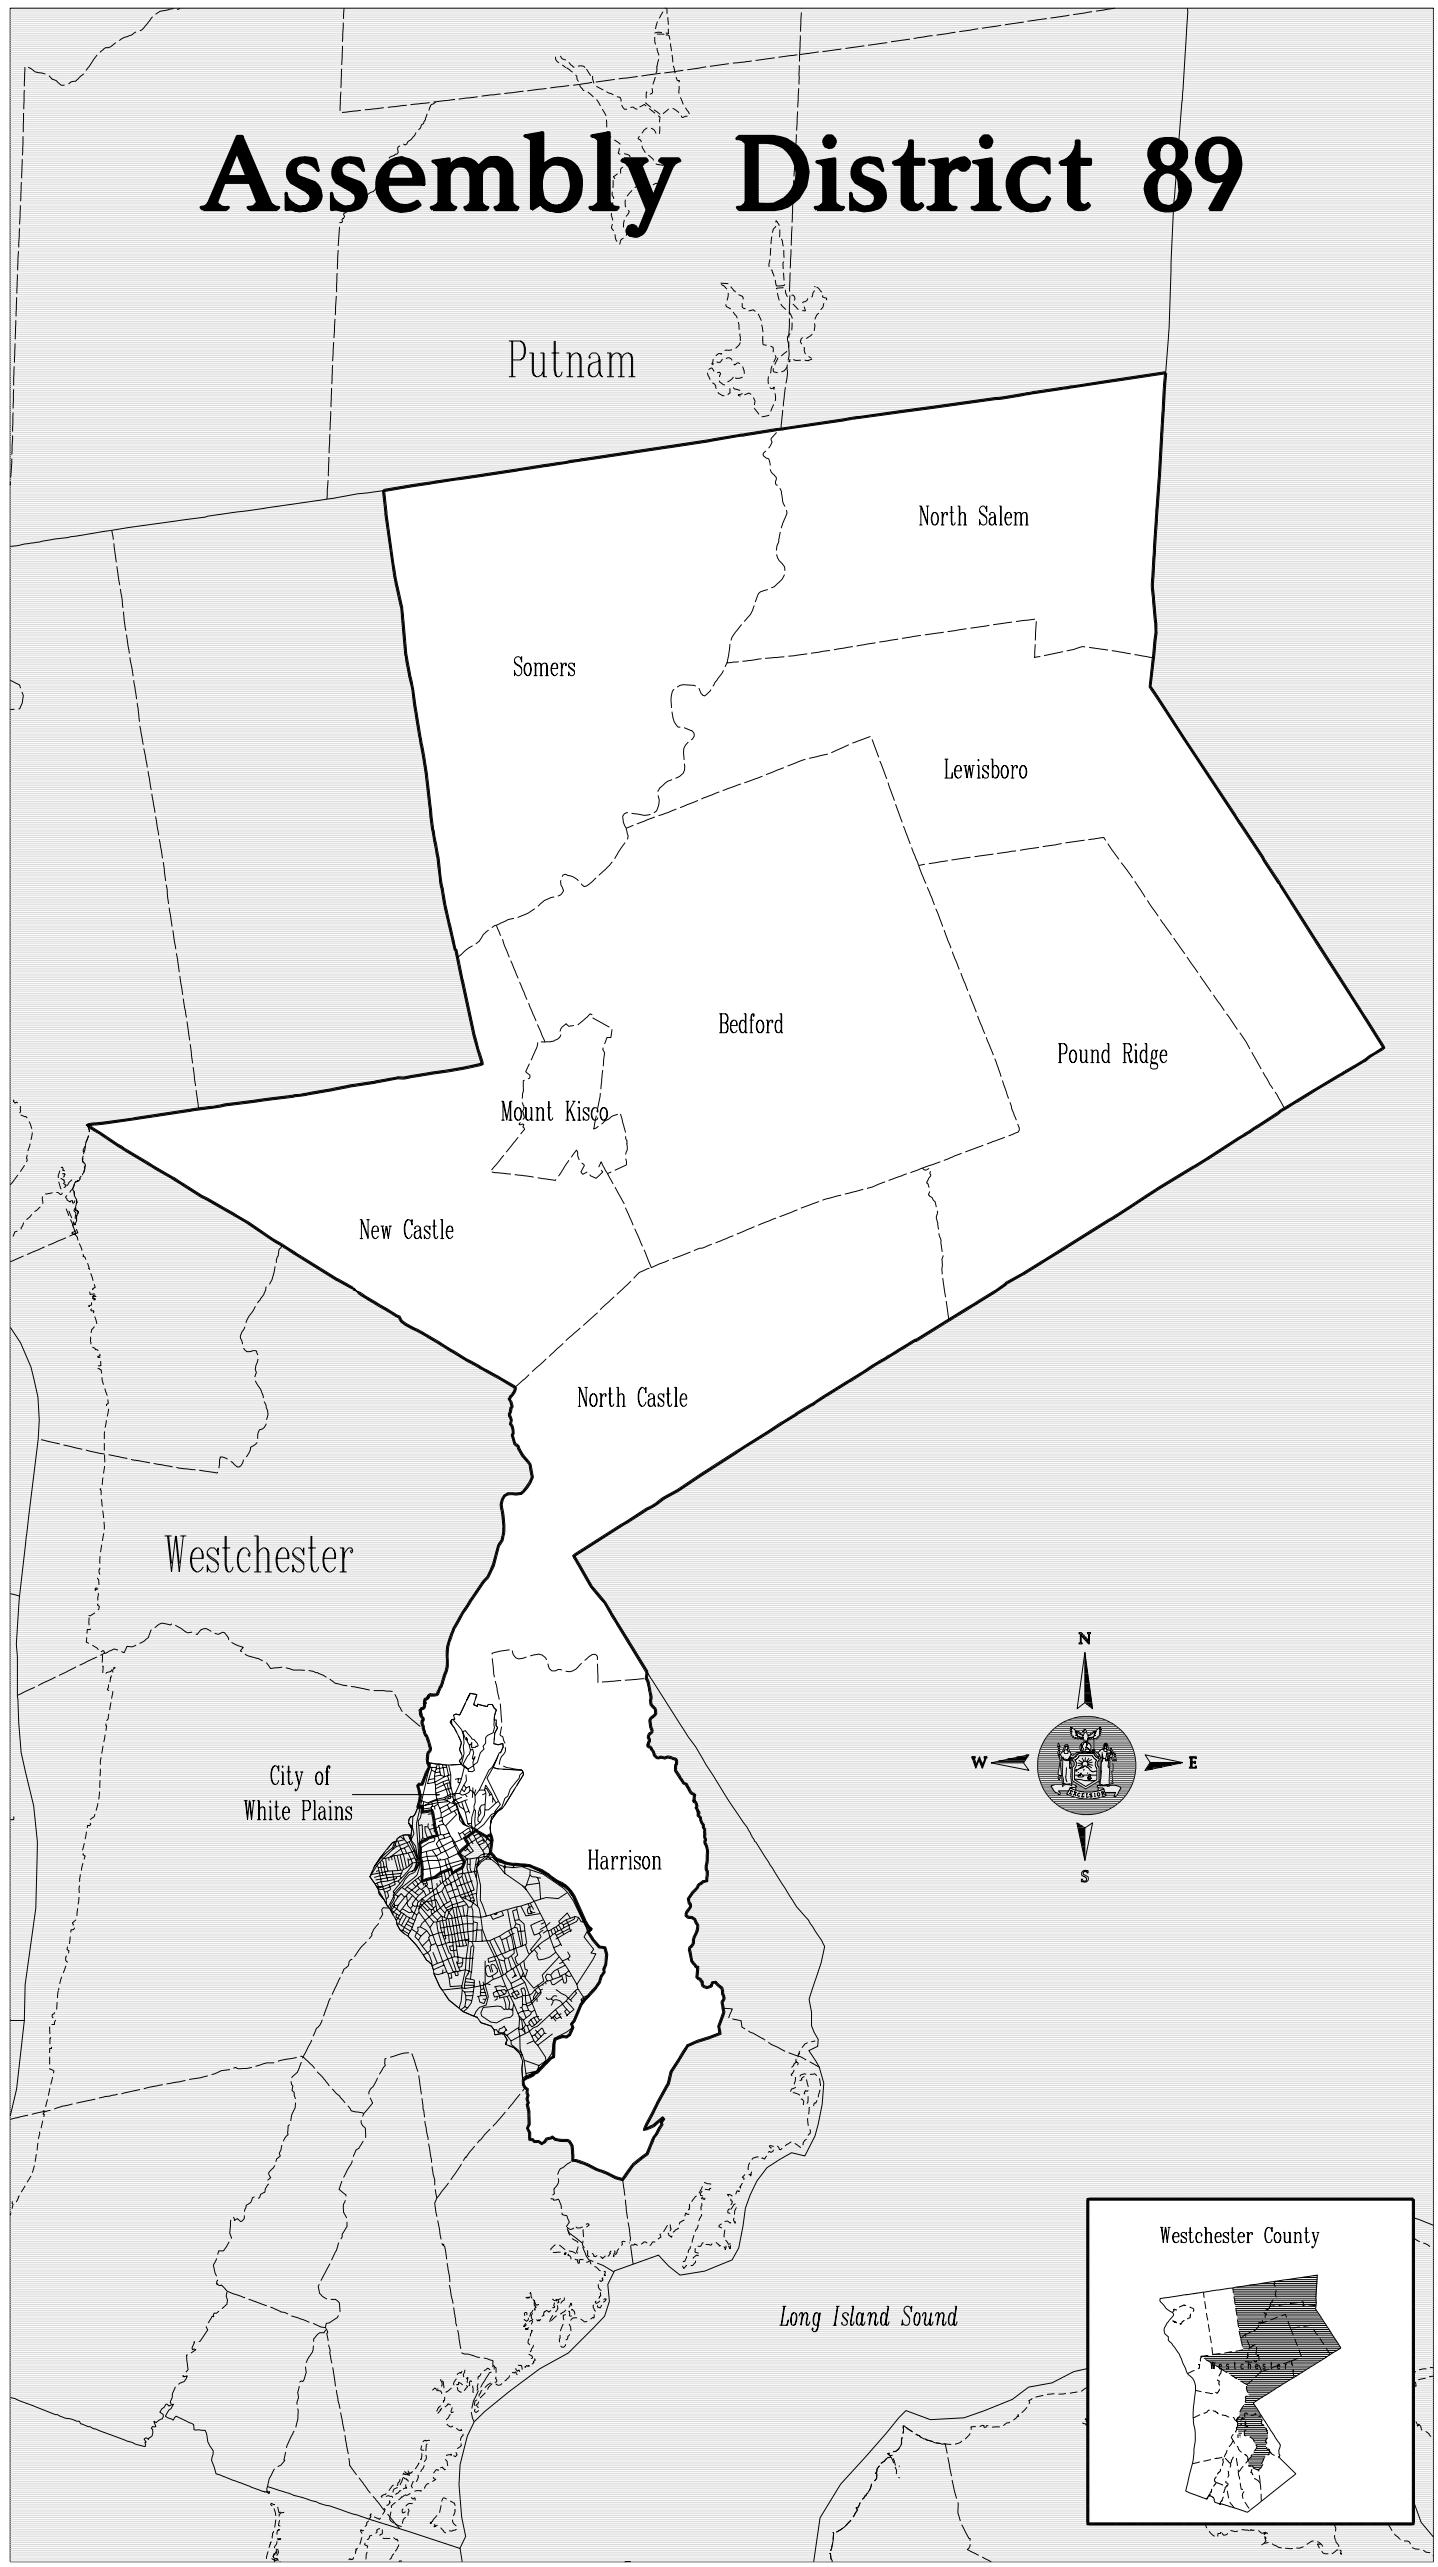 Assembly District 89
Putnam
North Salem
Somers
Lewisboro
Bedford
Pound Ridge
Mount Kisco
New Castle
North Castle
Westchester
N
W
E
S
City of
White Plains
Harrison
Westchester County
Westchester
Long Island Sound